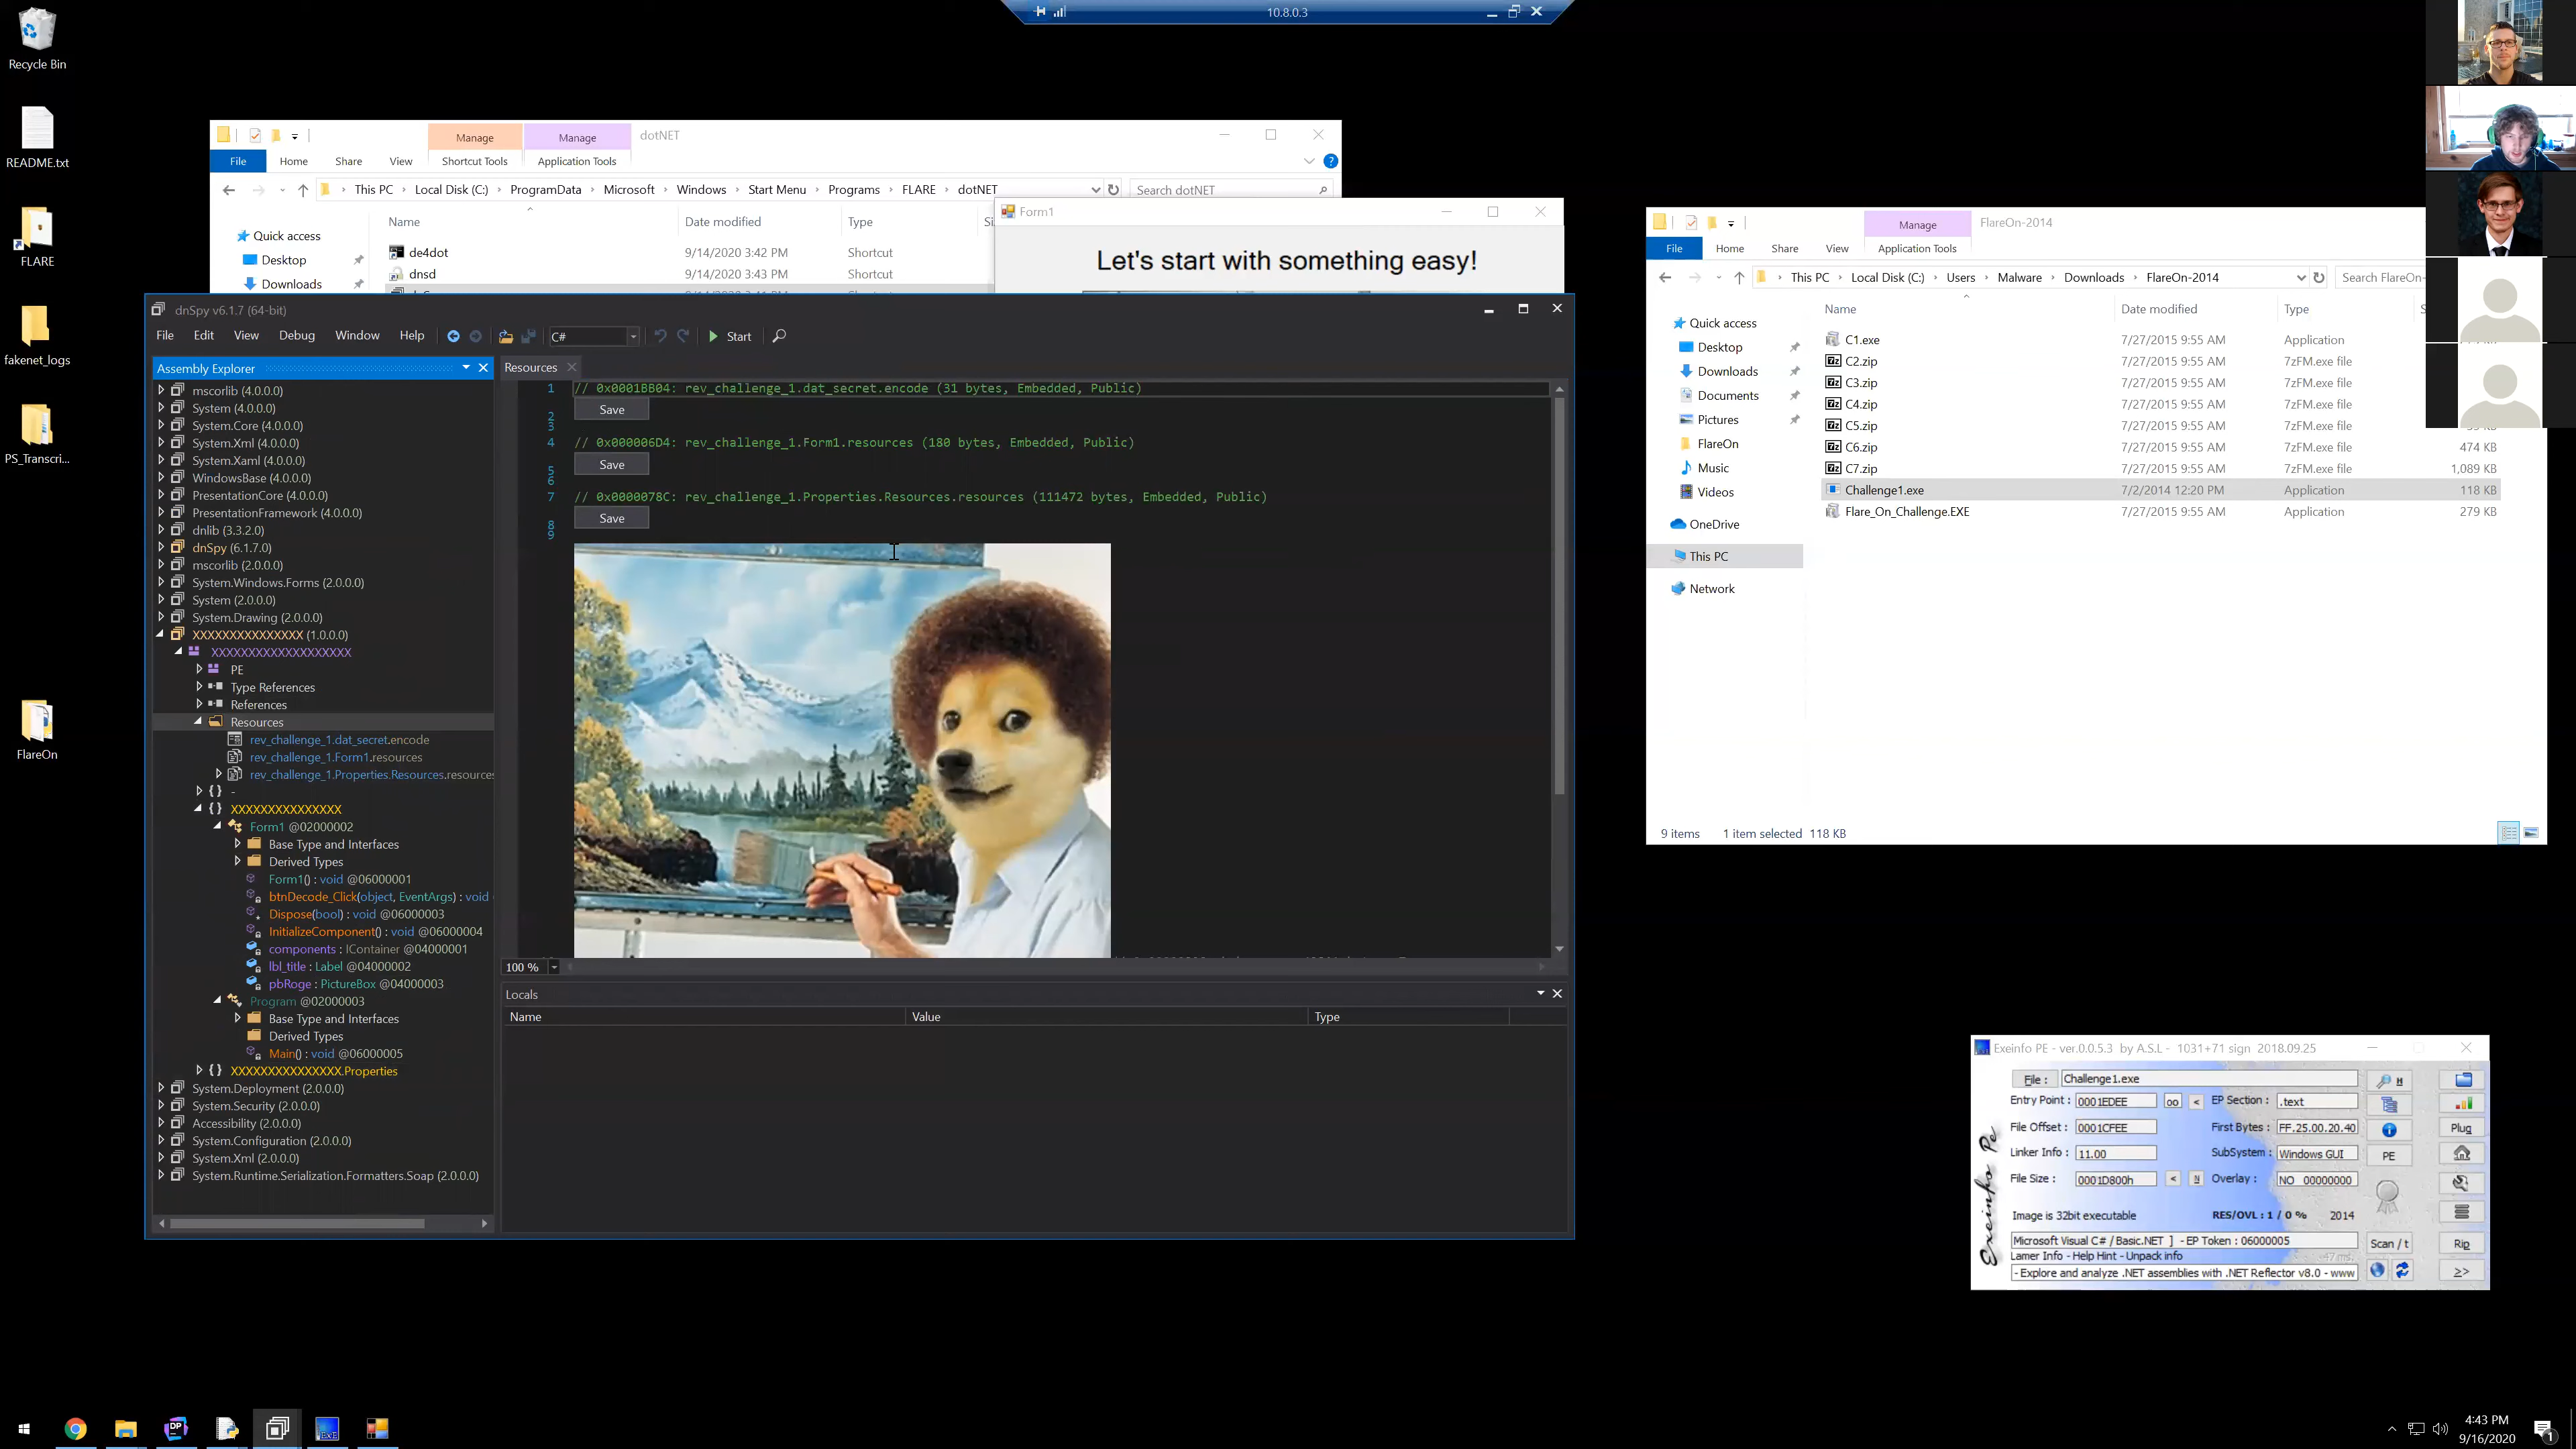 10.8.0.3
Recycle Bin
README.txt
FLARE
fakenet_logs
PS_Transcri...
FlareOn
Manage
Manage
dotNET
File
Home
Share
View
Shortcut Tools
Application Tools
This PC
Local Disk (C:)
ProgramData
Microsoft
Windows
Start Menu
Programs
FLARE
dotNET
Search dotNET
Name
Date modified
Type
Quick access
Desktop
Downloads
de4dot
9/14/2020 3:42 PM
Shortcut
dnsd
9/14/2020 3:43 PM
Shortcut
Form1
Let's start with something easy!
dnSpy v6.1.7 (64-bit)
File
Edit
View
Debug
Window
Help
C#
Start
Assembly Explorer
mscorlib (4.0.0.0)
System (4.0.0.0)
System.Core (4.0.0.0)
System.Xml (4.0.0.0)
System.Xaml (4.0.0.0)
WindowsBase (4.0.0.0)
PresentationCore (4.0.0.0)
PresentationFramework (4.0.0.0)
dnlib (3.3.2.0)
dnSpy (6.1.7.0)
mscorlib (2.0.0.0)
System.Windows.Forms (2.0.0.0)
System (2.0.0.0)
System.Drawing (2.0.0.0)
XXXXXXXXXXXXXXX (1.0.0.0)
XXXXXXXXXXXXXXXXXXX
PE
Type References
References
Resources
rev_challenge_1.dat_secret.encode
rev_challenge_1.Form1.resources
rev_challenge_1.Properties.Resources.resources
{ } -
{ } XXXXXXXXXXXXXXX
Form1 @02000002
Base Type and Interfaces
Derived Types
Form1() : void @06000001
btnDecode_Click(object, EventArgs) : void
Dispose(bool) : void @06000003
InitializeComponent() : void @06000004
components : IContainer @04000001
lbl_title : Label @04000002
pbRoge : PictureBox @04000003
Program @02000003
Base Type and Interfaces
Derived Types
Main() : void @06000005
{ } XXXXXXXXXXXXXXX.Properties
System.Deployment (2.0.0.0)
System.Security (2.0.0.0)
Accessibility (2.0.0.0)
System.Configuration (2.0.0.0)
System.Xml (2.0.0.0)
System.Runtime.Serialization.Formatters.Soap (2.0.0.0)
Resources
1 // 0x0001BB04: rev_challenge_1.dat_secret.encode (31 bytes, Embedded, Public)
2 Save
3
4 // 0x000006D4: rev_challenge_1.Form1.resources (180 bytes, Embedded, Public)
5 Save
6
7 // 0x0000078C: rev_challenge_1.Properties.Resources.resources (111472 bytes, Embedded, Public)
8 Save
9
100 %
Locals
Name
Value
Type
Manage
FlareOn-2014
File
Home
Share
View
Application Tools
This PC
Local Disk (C:)
Users
Malware
Downloads
FlareOn-2014
Search FlareOn-
Name
Date modified
Type
Quick access
Desktop
Downloads
Documents
Pictures
FlareOn
Music
Videos
OneDrive
This PC
Network
C1.exe
7/27/2015 9:55 AM
Application
C2.zip
7/27/2015 9:55 AM
7zFM.exe file
C3.zip
7/27/2015 9:55 AM
7zFM.exe file
C4.zip
7/27/2015 9:55 AM
7zFM.exe file
C5.zip
7/27/2015 9:55 AM
7zFM.exe file
C6.zip
7/27/2015 9:55 AM
7zFM.exe file
474 KB
C7.zip
7/27/2015 9:55 AM
7zFM.exe file
1,089 KB
Challenge1.exe
7/2/2014 12:20 PM
Application
118 KB
Flare_On_Challenge.EXE
7/27/2015 9:55 AM
Application
279 KB
9 items
1 item selected 118 KB
Exeinfo PE - ver.0.0.5.3 by A.S.L - 1031+71 sign 2018.09.25
Exeinfo Pe
File :
Challenge1.exe
Entry Point :
0001EDEE
oo
<
EP Section :
.text
File Offset :
0001CFEE
First Bytes :
FF.25.00.20.40
Plug
Linker Info :
11.00
SubSystem :
Windows GUI
PE
File Size :
0001D800h
<
N
Overlay :
NO 00000000
Image is 32bit executable
RES/OVL : 1 / 0 %
2014
Microsoft Visual C# / Basic.NET ] - EP Token : 06000005
Scan / t
Rip
Lamer Info - Help Hint - Unpack info
- Explore and analyze .NET assemblies with .NET Reflector v8.0 - www
>>
4:43 PM
9/16/2020
1